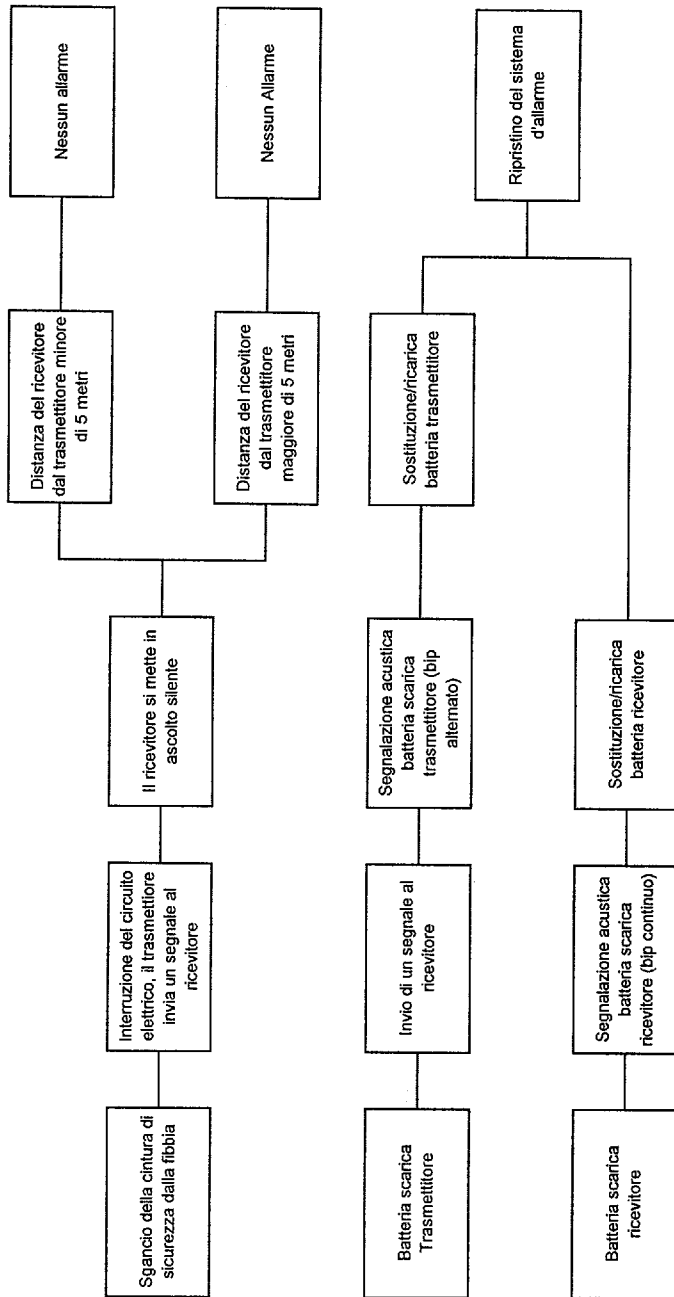 Sgancio della cintura di
sicurezza dalla fibbia
Interruzione del circuito
elettrico, il trasmettiore
invia un segnale al
ricevitore
Il ricevitore si mette in
ascolto silente
Distanza del ricevitore
dal trasmettitore minore
di 5 metri
Nessun allarme
Distanza del ricevitore
dal trasmettitore
maggiore di 5 metri
Nessun Allarme
Batteria scarica
Trasmettitore
Invio di un segnale al
ricevitore
Segnalazione acustica
batteria scarica
trasmettitore (bip
alternato)
Sostituzione/ricarica
batteria trasmettitore
Ripristino del sistema
d'allarme
Batteria scarica
ricevitore
Segnalazione acustica
batteria scarica
ricevitore (bip continuo)
Sostituzione/ricarica
batteria ricevitore